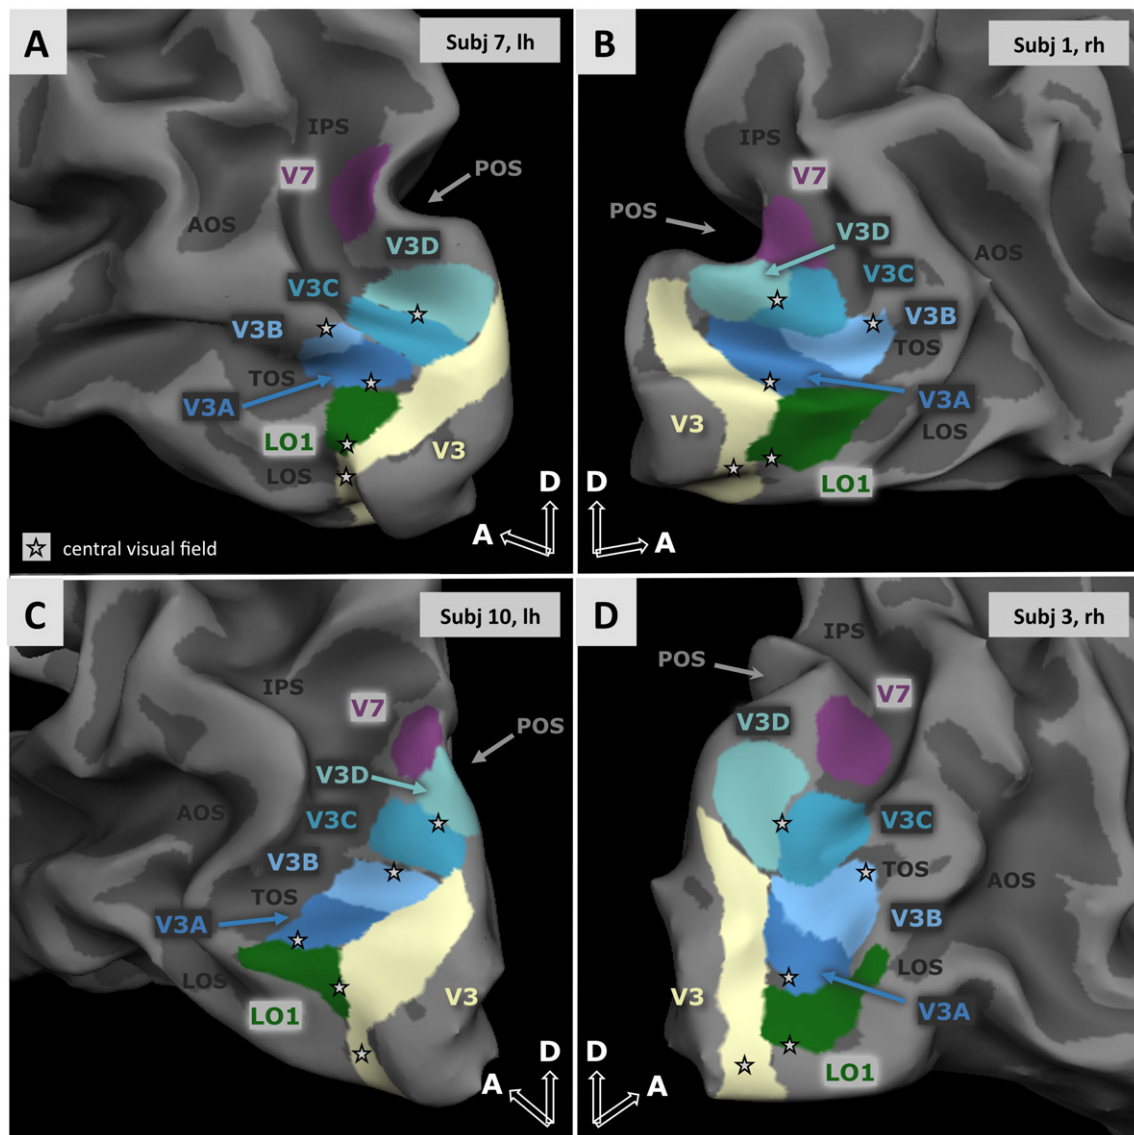 A
Subj 7, lh
IPS
V7
POS
AOS
V3D
V3C
V3B
TOS
V3A
LO1
V3
LOS
D
A
central visual field
B
Subj 1, rh
IPS
V7
POS
V3D
AOS
V3C
V3B
TOS
V3A
V3
LOS
LO1
D
A
C
Subj 10, lh
IPS
V7
POS
V3D
AOS
V3C
V3B
TOS
V3A
LOS
V3
LO1
D
A
D
Subj 3, rh
IPS
POS
V7
V3D
V3C
TOS
AOS
V3B
LOS
V3
V3A
LO1
D
A